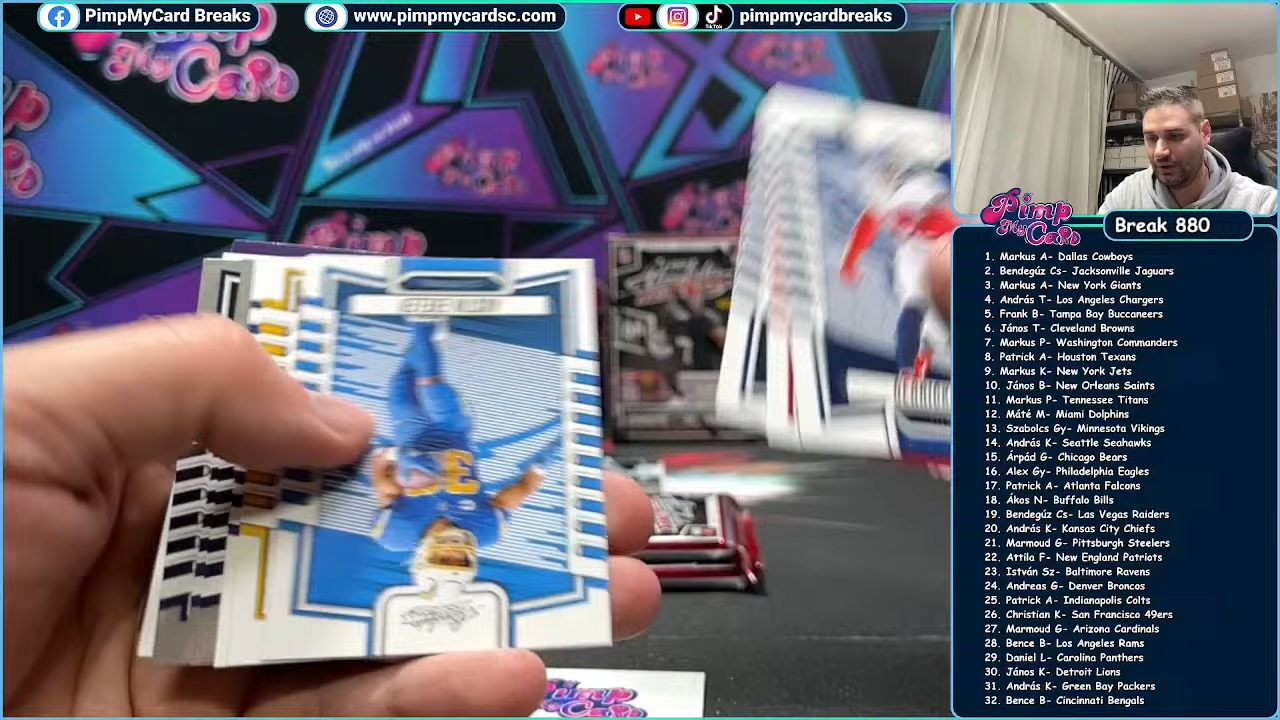 PimpMyCard Breaks
www.pimpmycardsc.com
TikTok
pimpmycardbreaks
Pimp
My Card
Break 880
1. Markus A- Dallas Cowboys
2. Bendegúz Cs- Jacksonville Jaguars
3. Markus A- New York Giants
4. András T- Los Angeles Chargers
5. Frank B- Tampa Bay Buccaneers
6. János T- Cleveland Browns
7. Markus P- Washington Commanders
8. Patrick A- Houston Texans
9. Markus K- New York Jets
10. János B- New Orleans Saints
11. Markus P- Tennessee Titans
12. Máté M- Miami Dolphins
13. Szabolcs Gy- Minnesota Vikings
14. András K- Seattle Seahawks
15. Árpád G- Chicago Bears
16. Alex Gy- Philadelphia Eagles
17. Patrick A- Atlanta Falcons
18. Ákos N- Buffalo Bills
19. Bendegúz Cs- Las Vegas Raiders
20. András K- Kansas City Chiefs
21. Marmoud G- Pittsburgh Steelers
22. Attila F- New England Patriots
23. István Sz- Baltimore Ravens
24. Andreas G- Denver Broncos
25. Patrick A- Indianapolis Colts
26. Christian K- San Francisco 49ers
27. Marmoud G- Arizona Cardinals
28. Bence B- Los Angeles Rams
29. Daniel L- Carolina Panthers
30. János K- Detroit Lions
31. András K- Green Bay Packers
32. Bence B- Cincinnati Bengals
Pimp
My Card